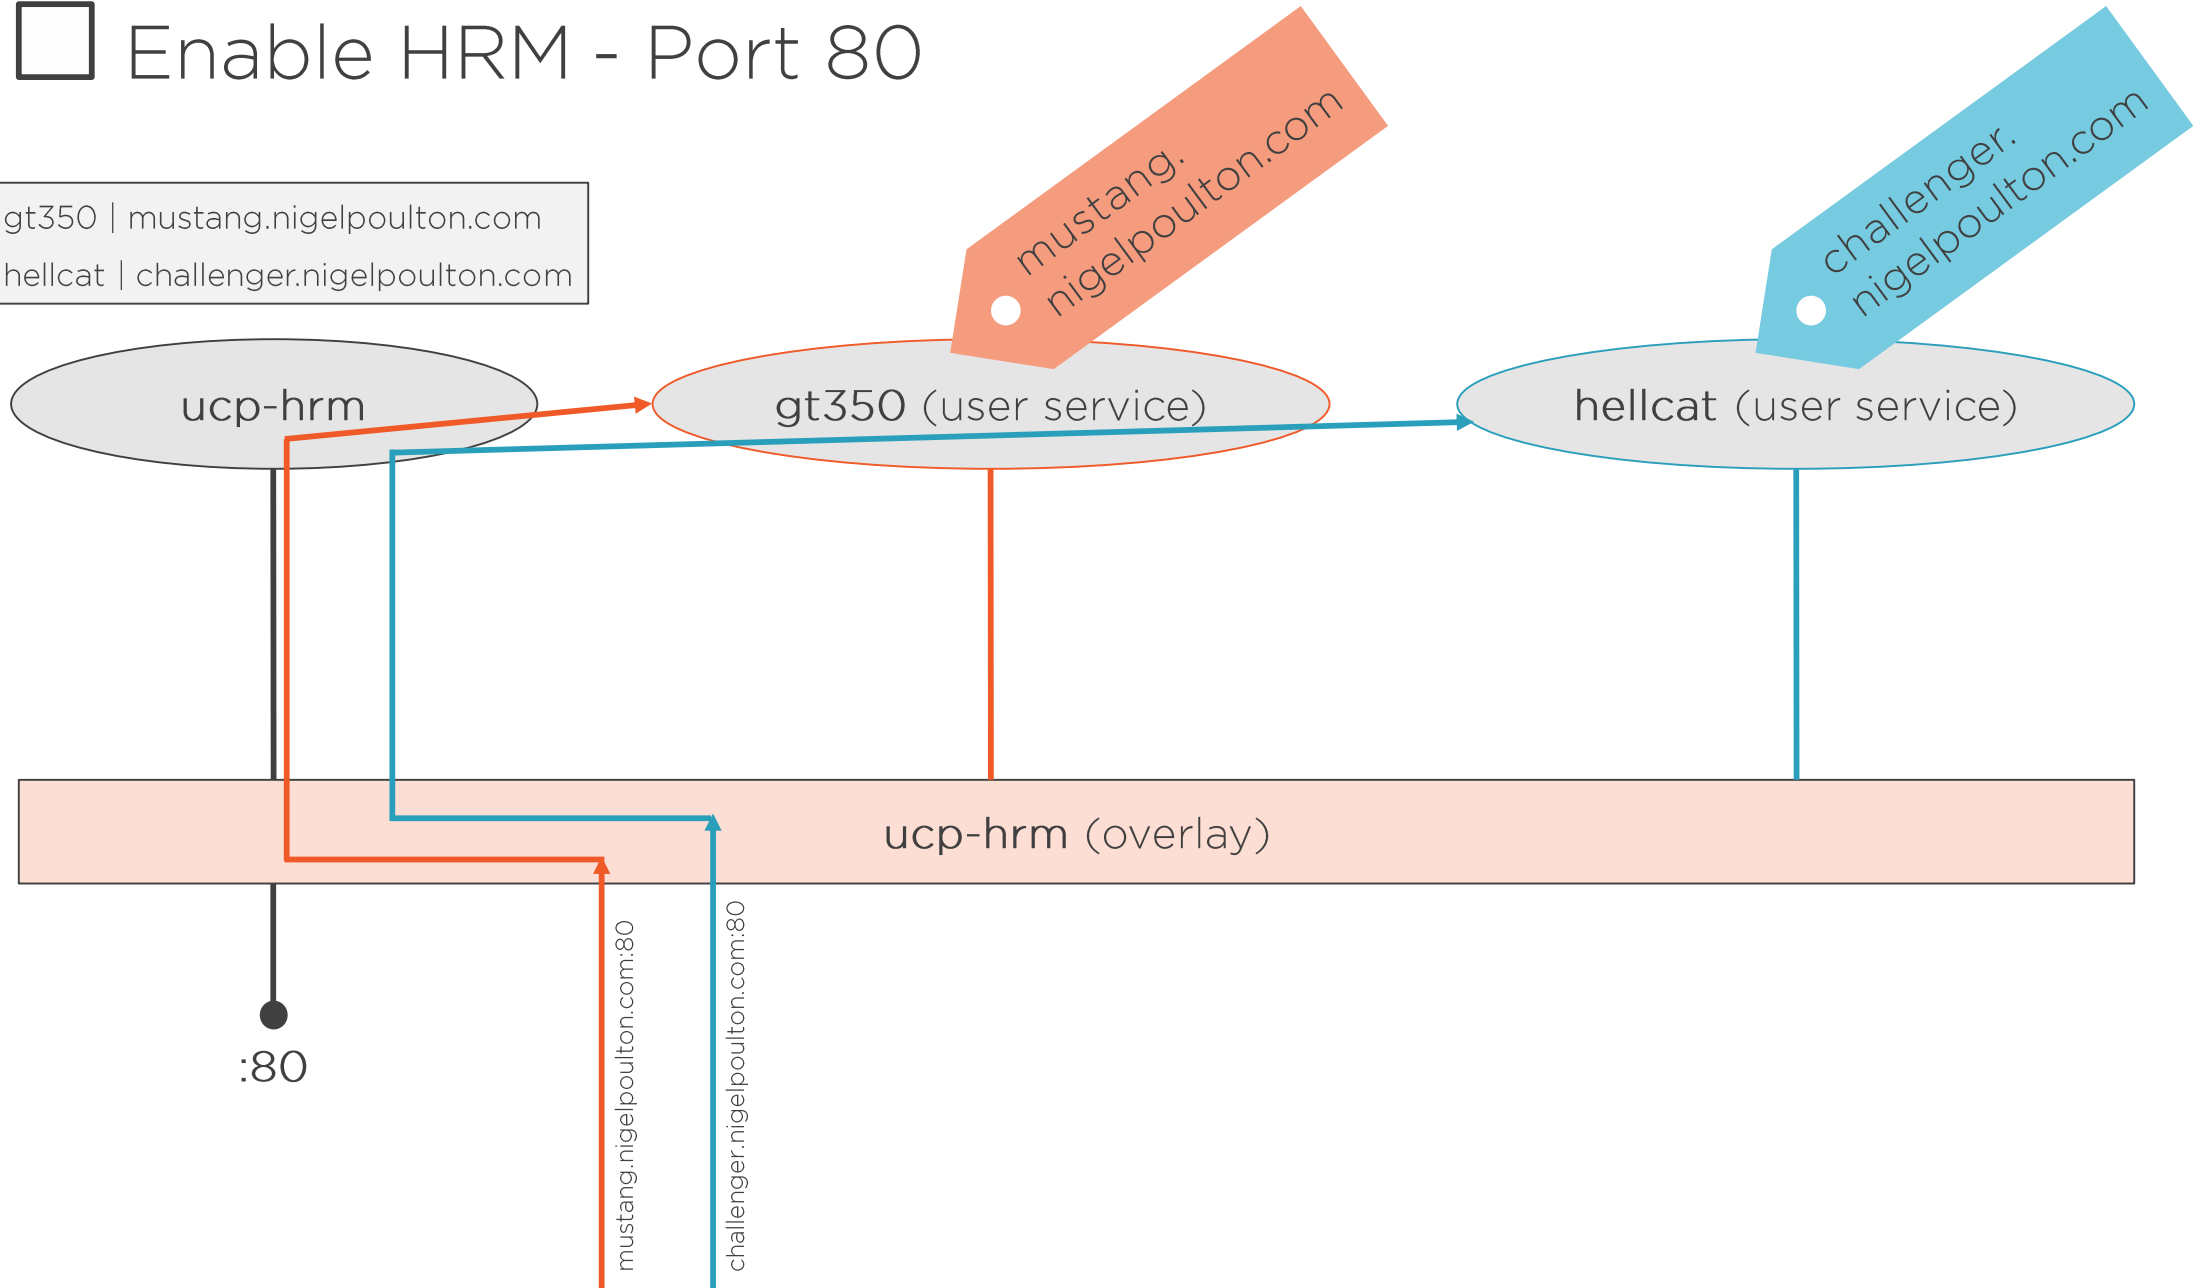 Enable HRM - Port 80
mustang.
nigelpoulton.com
challenger.
nigelpoulton.com
gt350 | mustang.nigelpoulton.com
hellcat | challenger.nigelpoulton.com
ucp-hrm
gt350 (user service)
hellcat (user service)
ucp-hrm (overlay)
mustang.nigelpoulton.com:80
challenger.nigelpoulton.com:80
:80